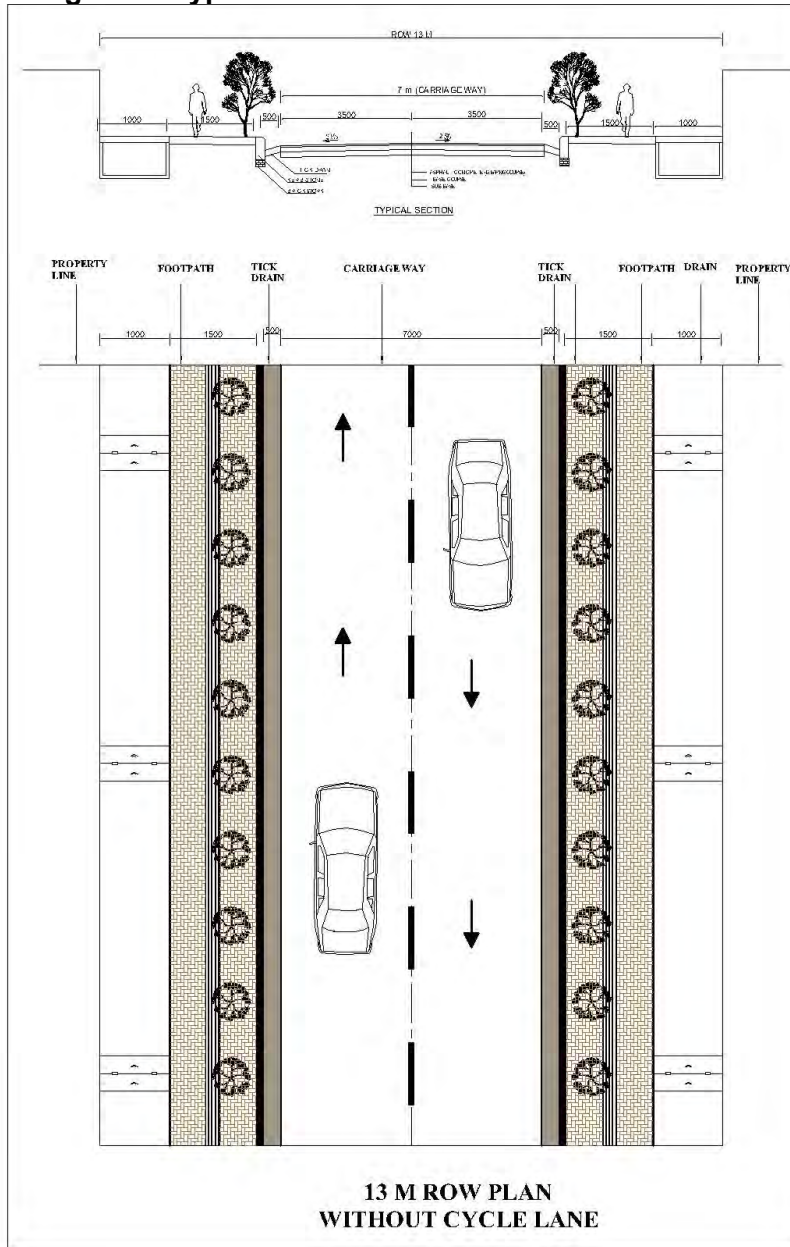 ROW 13 M
7 m (CARRIAGE WAY)
1000 1500 500 3500 3500 500 1500 1000
TYPICAL SECTION
PROPERTY LINE FOOTPATH TICK DRAIN CARRIAGE WAY TICK DRAIN FOOTPATH DRAIN PROPERTY LINE
1000 1500 500 7000 500 1500 1000
13 M ROW PLAN
WITHOUT CYCLE LANE